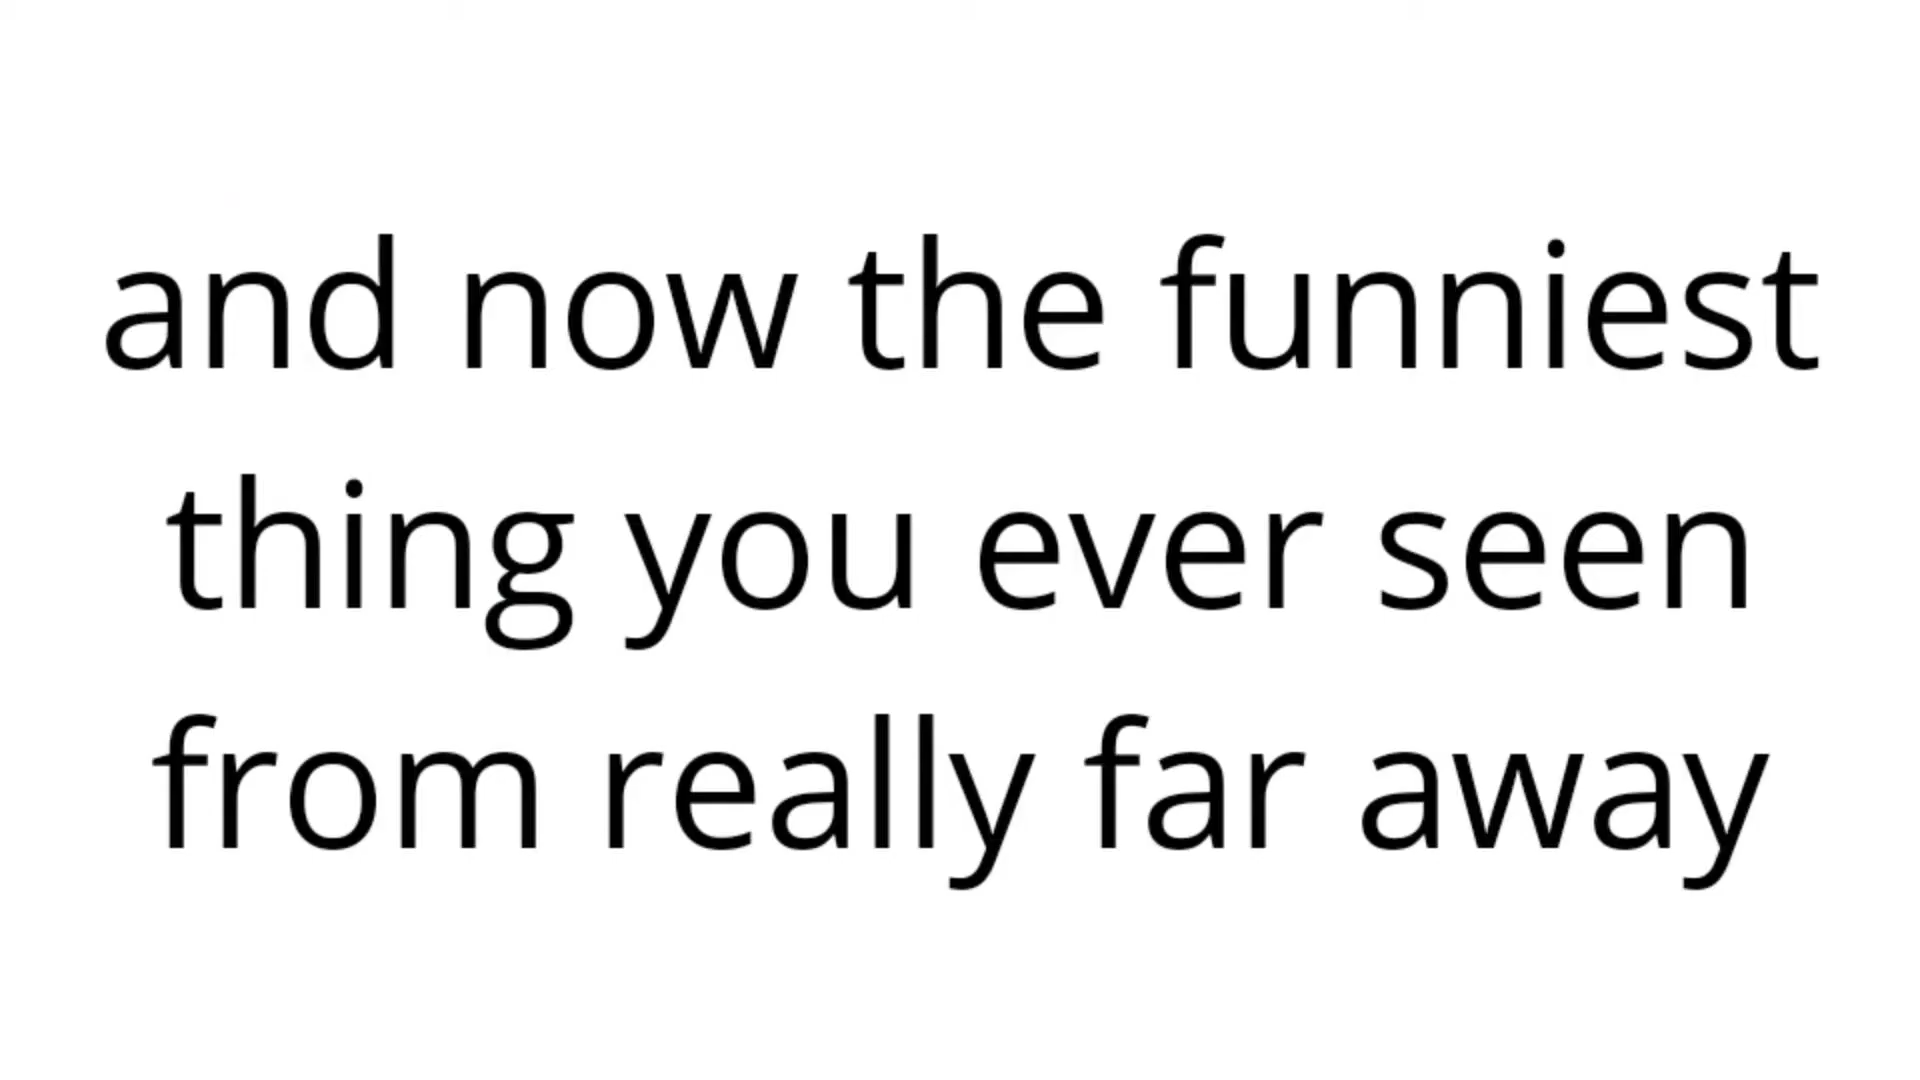 and now the funniest
thing you ever seen
from really far away